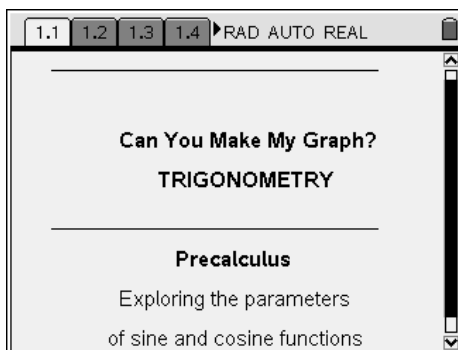 1.1 1.2 1.3 1.4 RAD AUTO REAL
Can You Make My Graph?
TRIGONOMETRY
Precalculus
Exploring the parameters
of sine and cosine functions